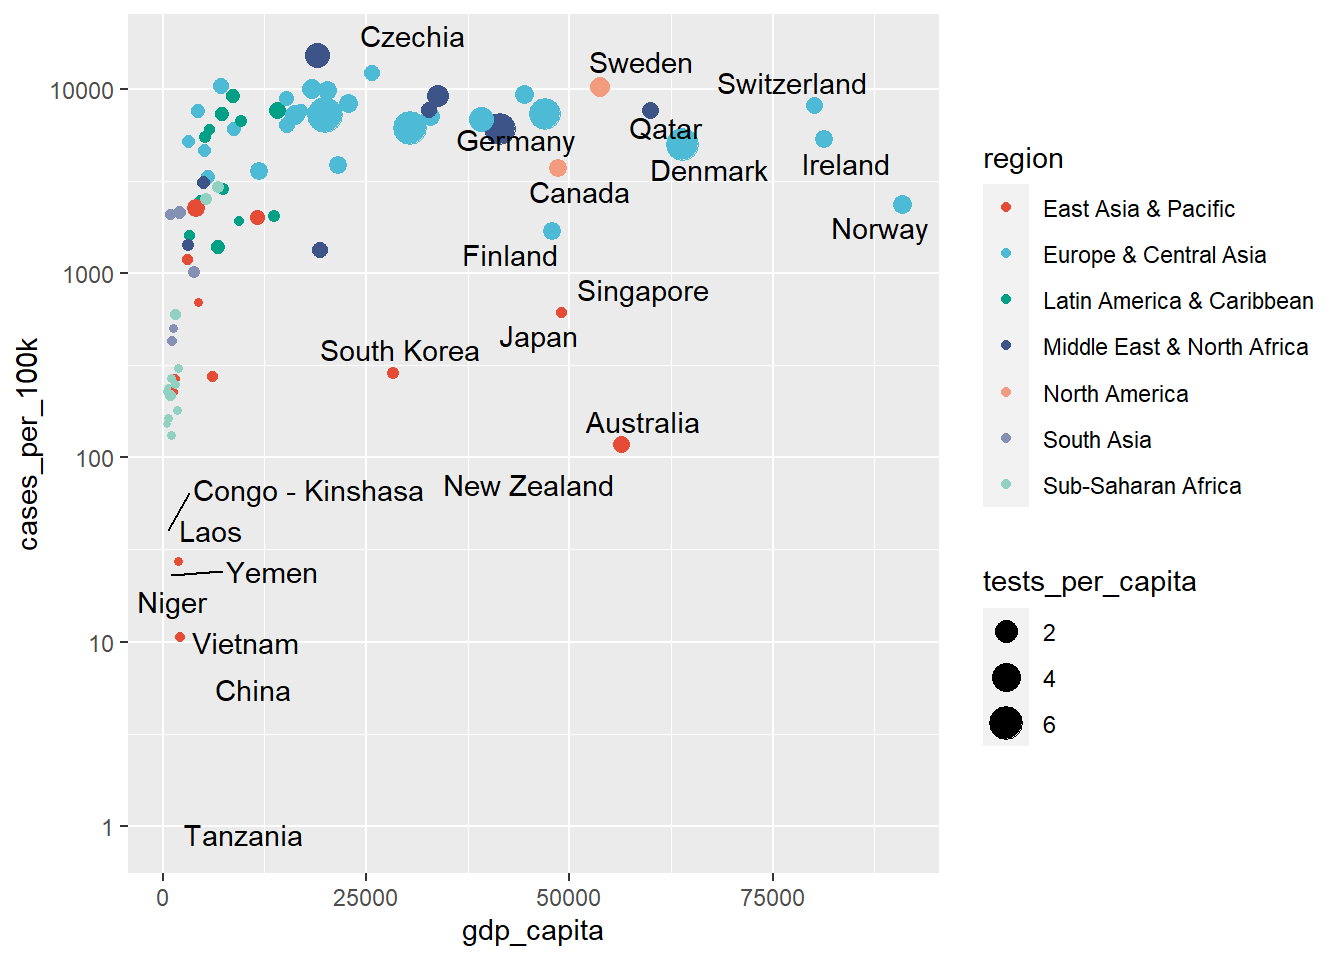 Czechia
Sweden
Switzerland
Qatar
Germany
Denmark
Ireland
Canada
Norway
Finland
Singapore
Japan
South Korea
Australia
New Zealand
Congo - Kinshasa
Laos
Yemen
Niger
Vietnam
China
Tanzania
10000
1000
100
10
1
cases_per_100k
0
25000
50000
75000
gdp_capita
region
East Asia & Pacific
Europe & Central Asia
Latin America & Caribbean
Middle East & North Africa
North America
South Asia
Sub-Saharan Africa
tests_per_capita
2
4
6